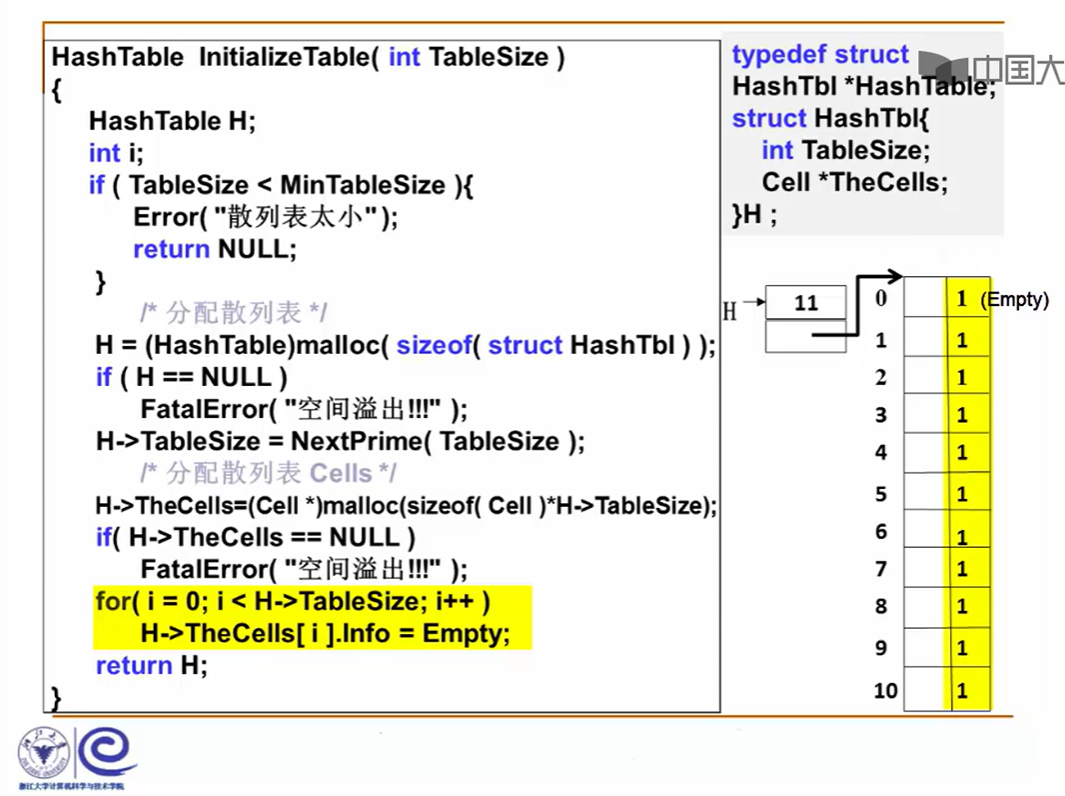 HashTable InitializeTable( int TableSize )
{
HashTable H;
int i;
if ( TableSize < MinTableSize ){
Error( "散列表太小" );
return NULL;
}
/* 分配散列表 */
H = (HashTable)malloc( sizeof( struct HashTbl ) );
if ( H == NULL )
FatalError( "空间溢出!!!" );
H->TableSize = NextPrime( TableSize );
/* 分配散列表 Cells */
H->TheCells=(Cell *)malloc(sizeof( Cell )*H->TableSize);
if( H->TheCells == NULL )
FatalError( "空间溢出!!!" );
for( i = 0; i < H->TableSize; i++ )
H->TheCells[ i ].Info = Empty;
return H;
}
typedef struct
HashTbl *HashTable;
struct HashTbl{
int TableSize;
Cell *TheCells;
}H ;
中国大
H
11
0 1 (Empty)
1 1
2 1
3 1
4 1
5 1
6 1
7 1
8 1
9 1
10 1
浙江大学计算机科学与技术学院